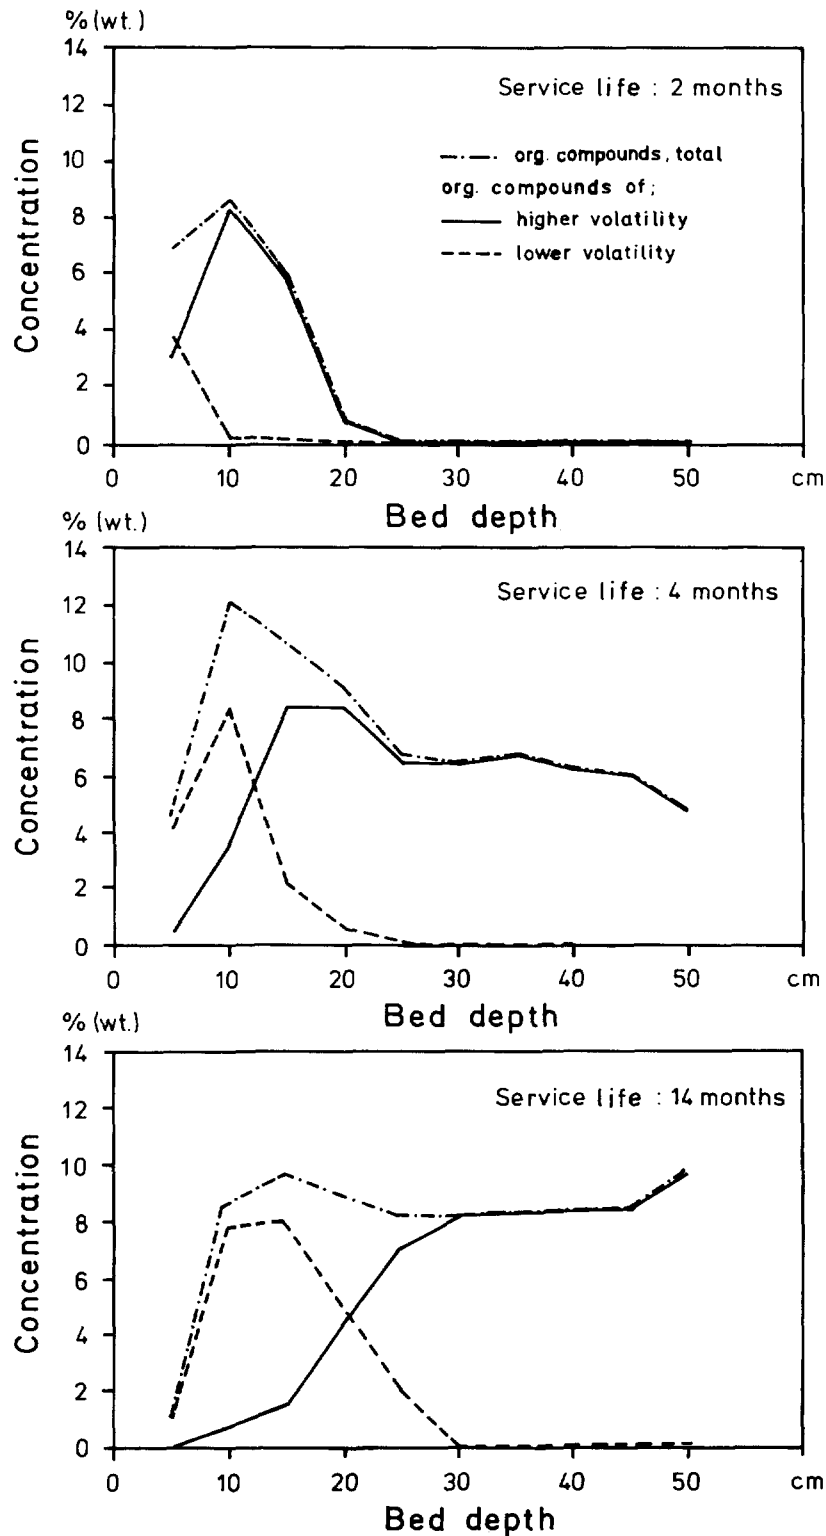 % (wt.)
14
12
10
8
6
4
2
0
Concentration
Service life : 2 months
org. compounds, total
org. compounds of;
higher volatility
lower volatility
0 10 20 30 40 50 cm
Bed depth
% (wt.)
14
12
10
8
6
4
2
0
Concentration
Service life : 4 months
0 10 20 30 40 50 cm
Bed depth
% (wt.)
14
12
10
8
6
4
2
0
Concentration
Service life : 14 months
0 10 20 30 40 50 cm
Bed depth